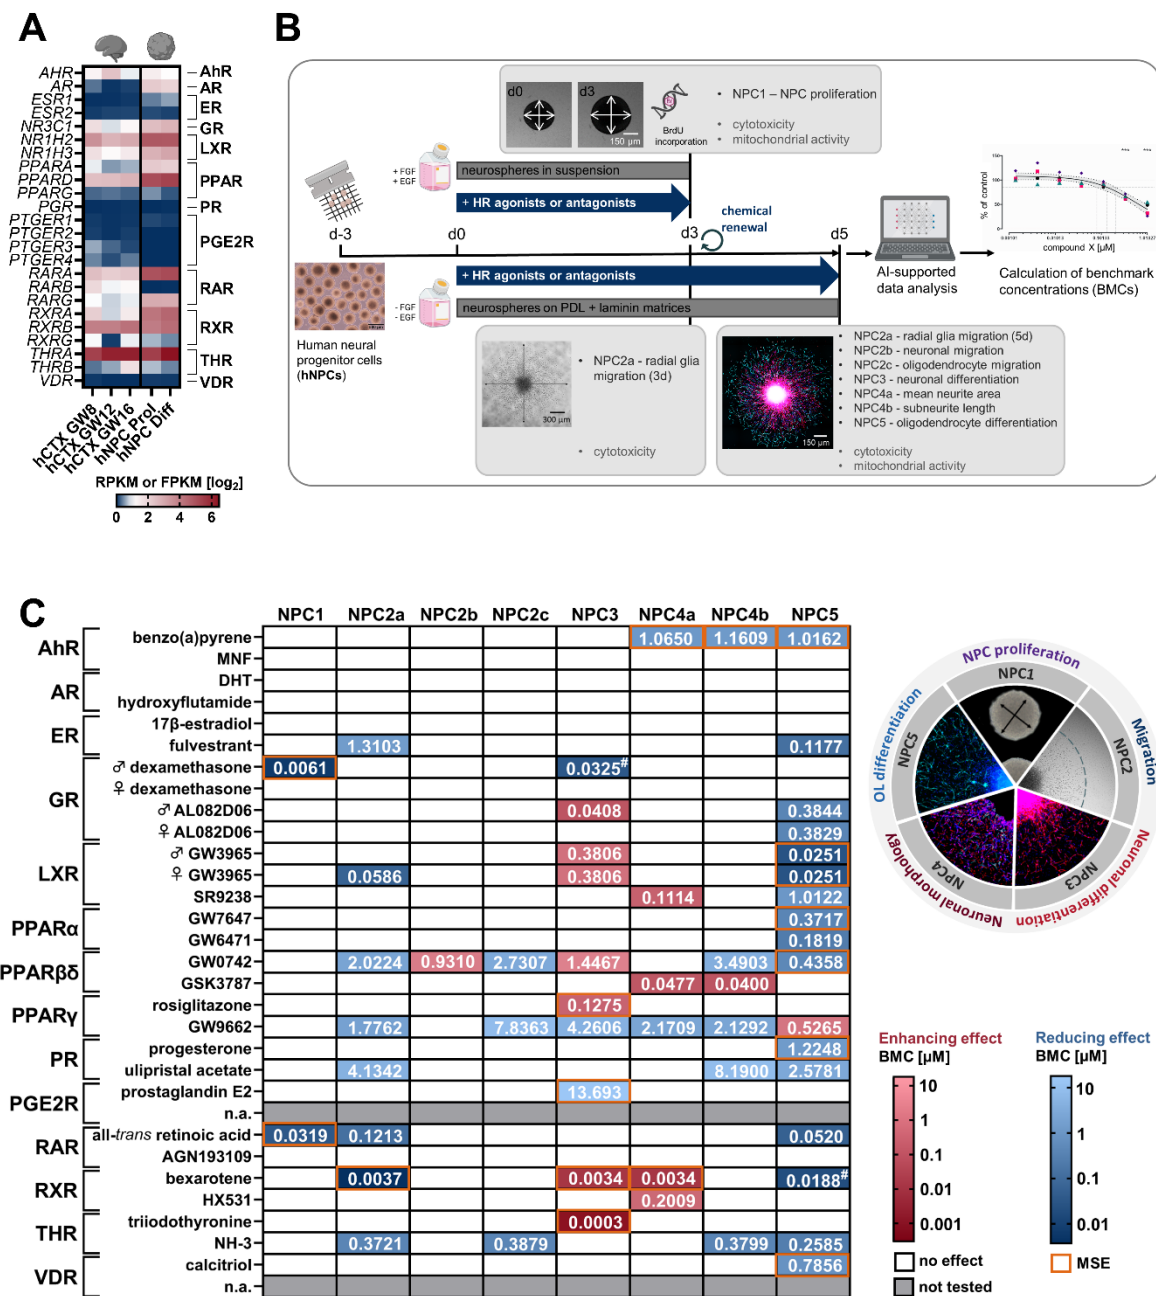 A
AHR
AR
ESR1
ESR2
NR3C1
NR1H2
NR1H3
PPARA
PPARD
PPARG
PGR
PTGER1
PTGER2
PTGER3
PTGER4
RARA
RARB
RARG
RXRA
RXRB
RXRG
THRA
THRB
VDR
AhR
AR
ER
GR
LXR
PPAR
PR
PGE2R
RAR
RXR
THR
VDR
hCTX GW8
hCTX GW12
hCTX GW16
hNPC Prol
hNPC Diff
RPKM or FPKM [log2]
0 2 4 6
B
d0
d3
150 µm
BrdU
incorporation
• NPC1 – NPC proliferation
• cytotoxicity
• mitochondrial activity
+ FGF
+ EGF
neurospheres in suspension
+ HR agonists or antagonists
chemical
renewal
d-3
d0
d3
d5
+ HR agonists or antagonists
- FGF
- EGF
neurospheres on PDL + laminin matrices
Human neural
progenitor cells
(hNPCs)
300 µm
• NPC2a - radial glia
migration (3d)
• cytotoxicity
150 µm
• NPC2a - radial glia migration (5d)
• NPC2b - neuronal migration
• NPC2c - oligodendrocyte migration
• NPC3 - neuronal differentiation
• NPC4a - mean neurite area
• NPC4b - subneurite length
• NPC5 - oligodendrocyte differentiation
• cytotoxicity
• mitochondrial activity
AI-supported
data analysis
% of control
150
100
50
0
compound X [µM]
Calculation of benchmark
concentrations (BMCs)
C
NPC1 NPC2a NPC2b NPC2c NPC3 NPC4a NPC4b NPC5
AhR
benzo(a)pyrene 1.0650 1.1609 1.0162
MNF
AR
DHT
hydroxyflutamide
ER
17β-estradiol
fulvestrant 1.3103 0.1177
GR
♂ dexamethasone 0.0061 0.0325#
♀ dexamethasone
♂ AL082D06 0.0408 0.3844
♀ AL082D06 0.3829
LXR
♂ GW3965 0.3806 0.0251
♀ GW3965 0.0586 0.3806 0.0251
SR9238 0.1114 1.0122
PPARα
GW7647 0.3717
GW6471 0.1819
PPARβδ
GW0742 2.0224 0.9310 2.7307 1.4467 3.4903 0.4358
GSK3787 0.0477 0.0400
PPARγ
rosiglitazone 0.1275
GW9662 1.7762 7.8363 4.2606 2.1709 2.1292 0.5265
PR
progesterone 1.2248
ulipristal acetate 4.1342 8.1900 2.5781
PGE2R
prostaglandin E2 13.693
n.a.
RAR
all-trans retinoic acid 0.0319 0.1213 0.0520
AGN193109
RXR
bexarotene 0.0037 0.0034 0.0034 0.0188#
HX531 0.2009
THR
triiodothyronine 0.0003
NH-3 0.3721 0.3879 0.3799 0.2585
VDR
calcitriol 0.7856
n.a.
NPC proliferation
NPC1
Migration
NPC2
Neuronal differentiation
NPC3
Neuronal morphology
NPC4
OL differentiation
NPC5
Enhancing effect
BMC [µM]
10
1
0.1
0.01
0.001
Reducing effect
BMC [µM]
10
1
0.1
0.01
no effect
not tested
MSE